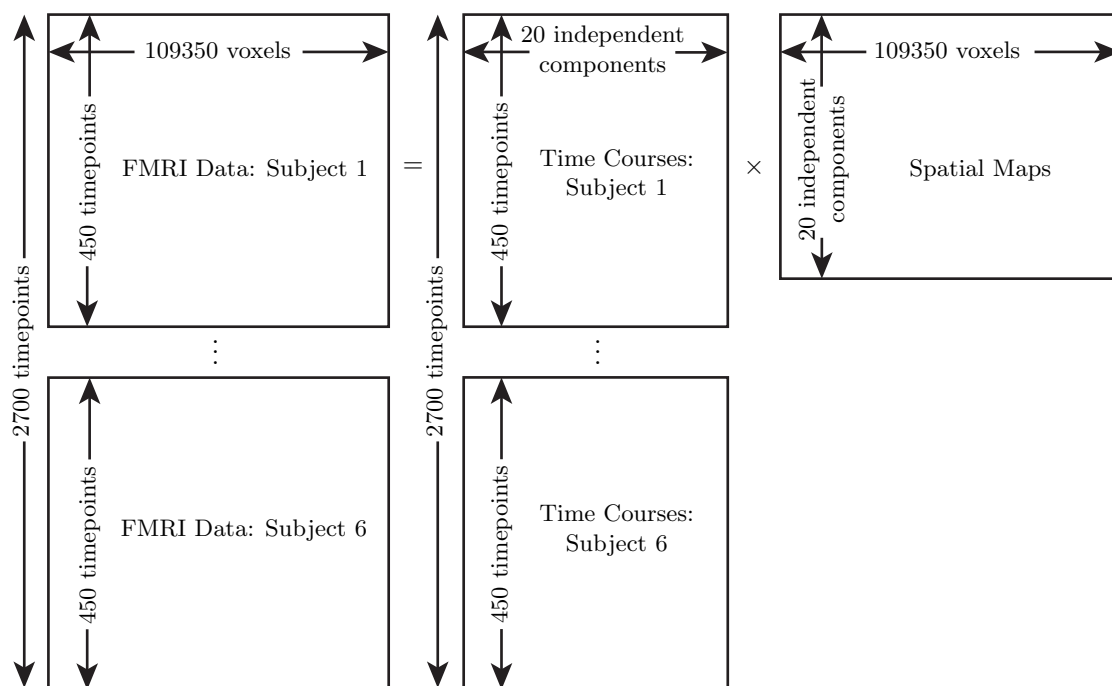 2700 timepoints
109350 voxels
450 timepoints
FMRI Data: Subject 1
=
2700 timepoints
20 independent
components
450 timepoints
Time Courses:
Subject 1
×
109350 voxels
20 independent
components
Spatial Maps
⋮
⋮
450 timepoints
FMRI Data: Subject 6
450 timepoints
Time Courses:
Subject 6